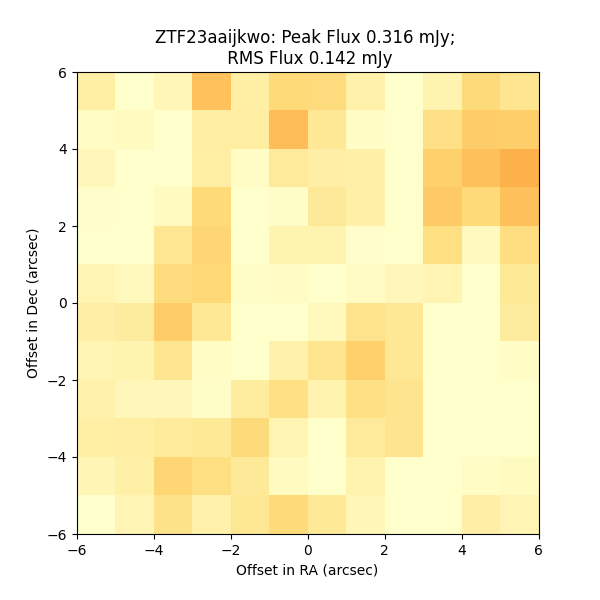 ZTF23aaijkwo: Peak Flux 0.316 mJy;
RMS Flux 0.142 mJy
6
4
2
0
−2
−4
−6
Offset in Dec (arcsec)
−6 −4 −2 0 2 4 6
Offset in RA (arcsec)